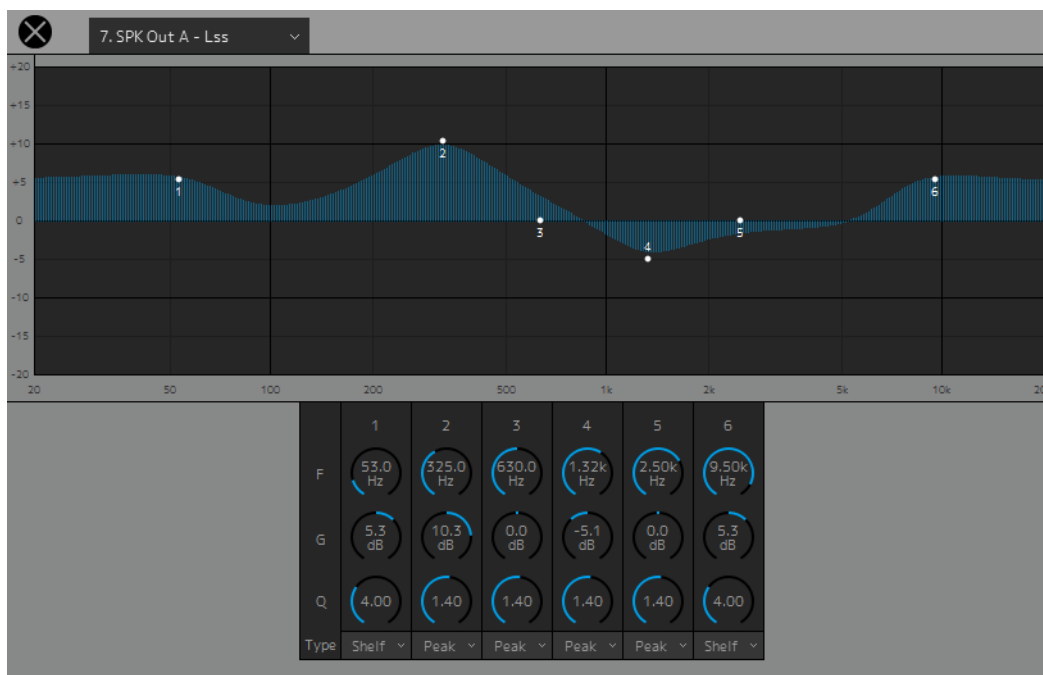 7. SPK Out A - Lss
+20
+15
+10
+5
0
-5
-10
-15
-20
1
2
3
4
5
6
20 50 100 200 500 1k 2k 5k 10k
1 2 3 4 5 6
F 53.0 Hz 325.0 Hz 630.0 Hz 1.32k Hz 2.50k Hz 9.50k Hz
G 5.3 dB 10.3 dB 0.0 dB -5.1 dB 0.0 dB 5.3 dB
Q 4.00 1.40 1.40 1.40 1.40 4.00
Type Shelf Peak Peak Peak Peak Shelf